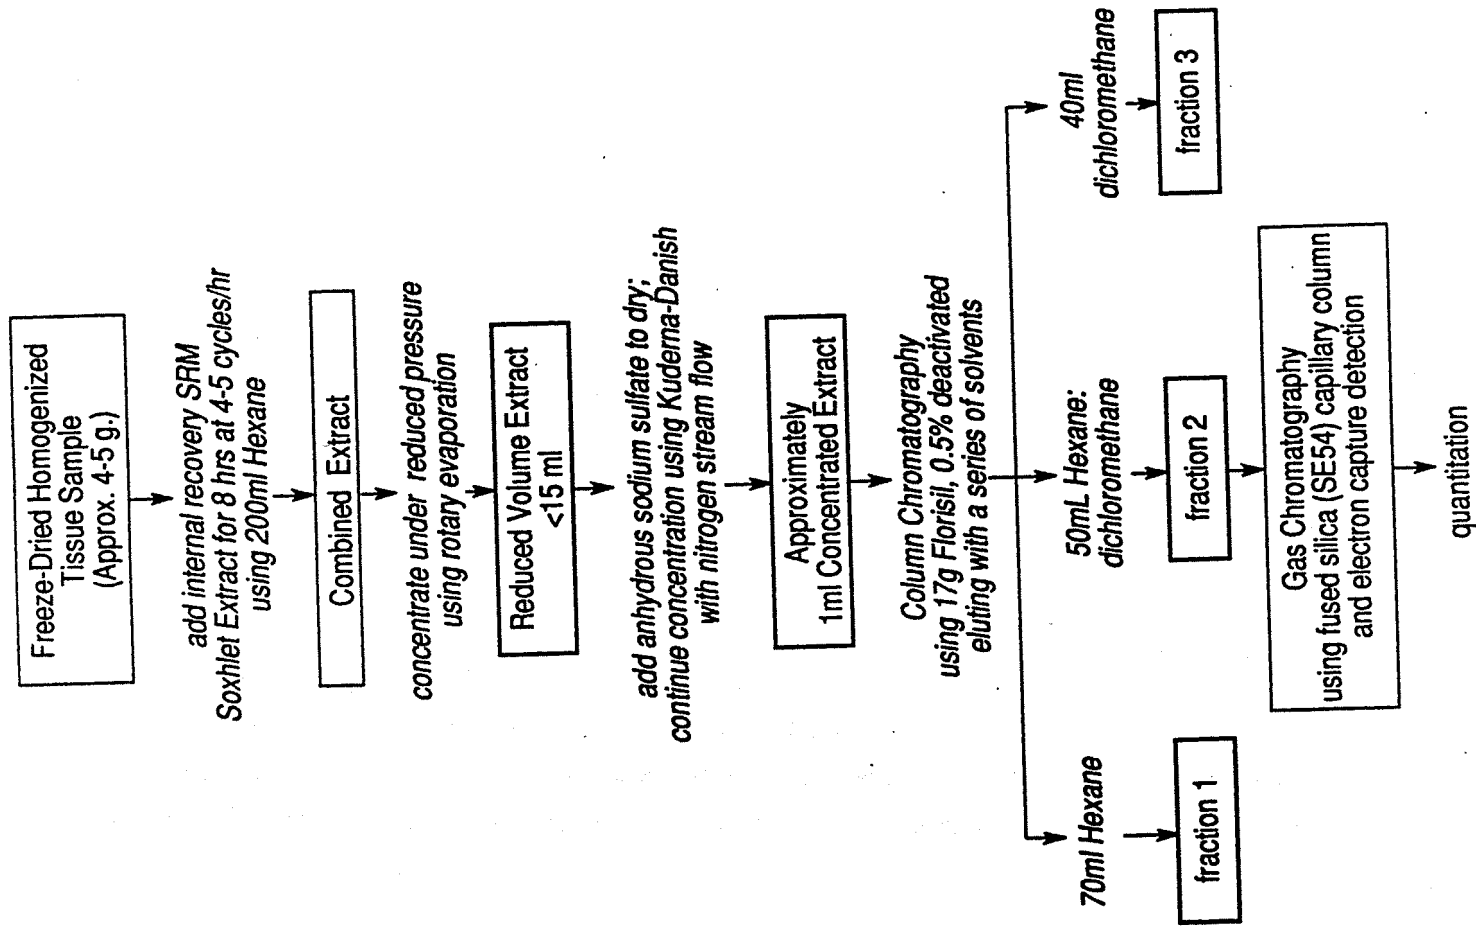 Freeze-Dried Homogenized
Tissue Sample
(Approx. 4-5 g.)
add internal recovery SRM
Soxhlet Extract for 8 hrs at 4-5 cycles/hr
using 200ml Hexane
Combined Extract
concentrate under reduced pressure
using rotary evaporation
Reduced Volume Extract
<15 ml
add anhydrous sodium sulfate to dry;
continue concentration using Kuderna-Danish
with nitrogen stream flow
Approximately
1ml Concentrated Extract
Column Chromatography
using 17g Florisil, 0.5% deactivated
eluting with a series of solvents
70ml Hexane
fraction 1
50mL Hexane:
dichloromethane
fraction 2
40ml
dichloromethane
fraction 3
Gas Chromatography
using fused silica (SE54) capillary column
and electron capture detection
quantitation